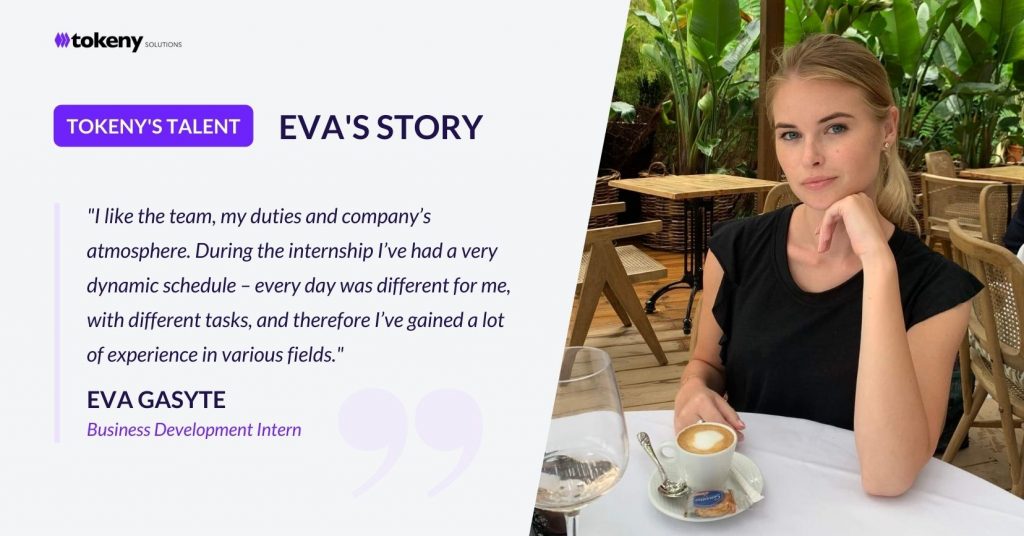 tokeny SOLUTIONS
TOKENY'S TALENT EVA'S STORY
"I like the team, my duties and company’s
atmosphere. During the internship I’ve had a very
dynamic schedule – every day was different for me,
with different tasks, and therefore I’ve gained a lot
of experience in various fields."
EVA GASYTE
Business Development Intern